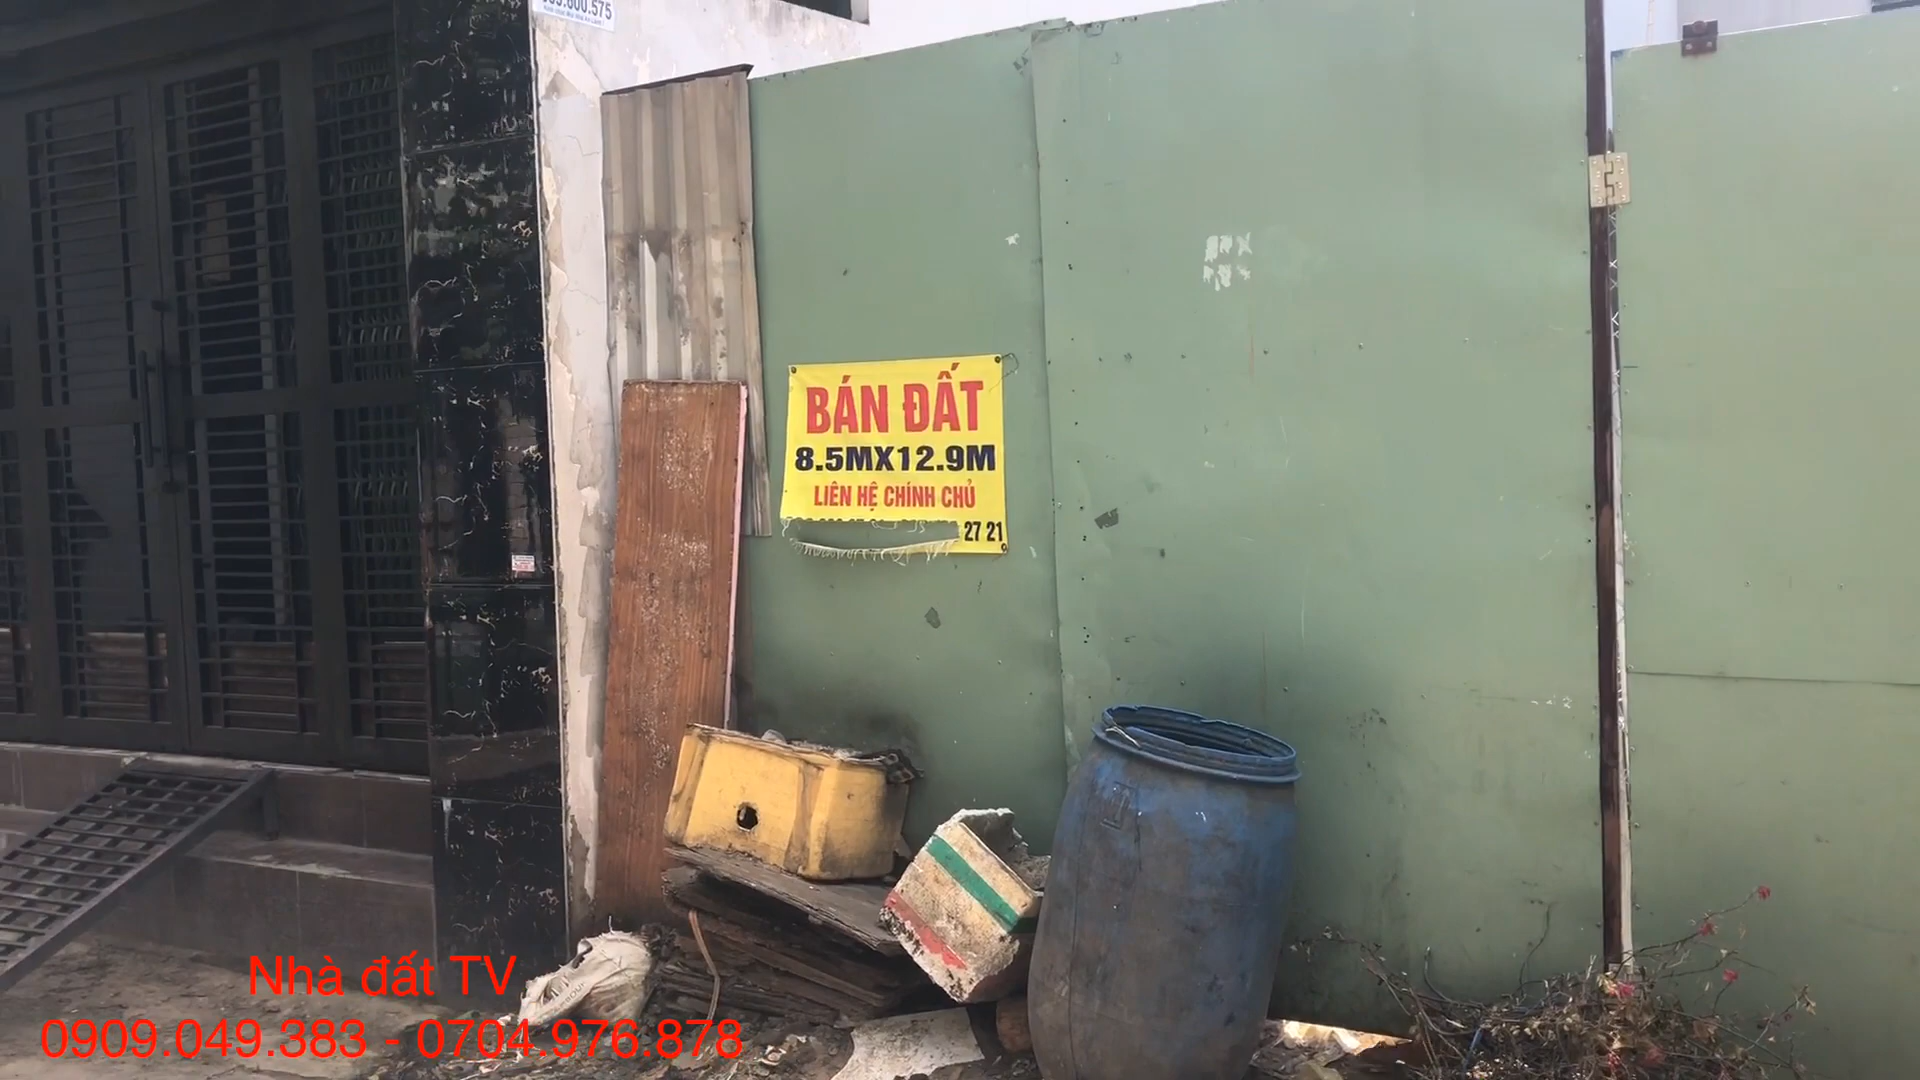 BÁN ĐẤT
8.5MX12.9M
LIÊN HỆ CHÍNH CHỦ
27 21
Nhà đất TV
0909.049.383 - 0704.976.878